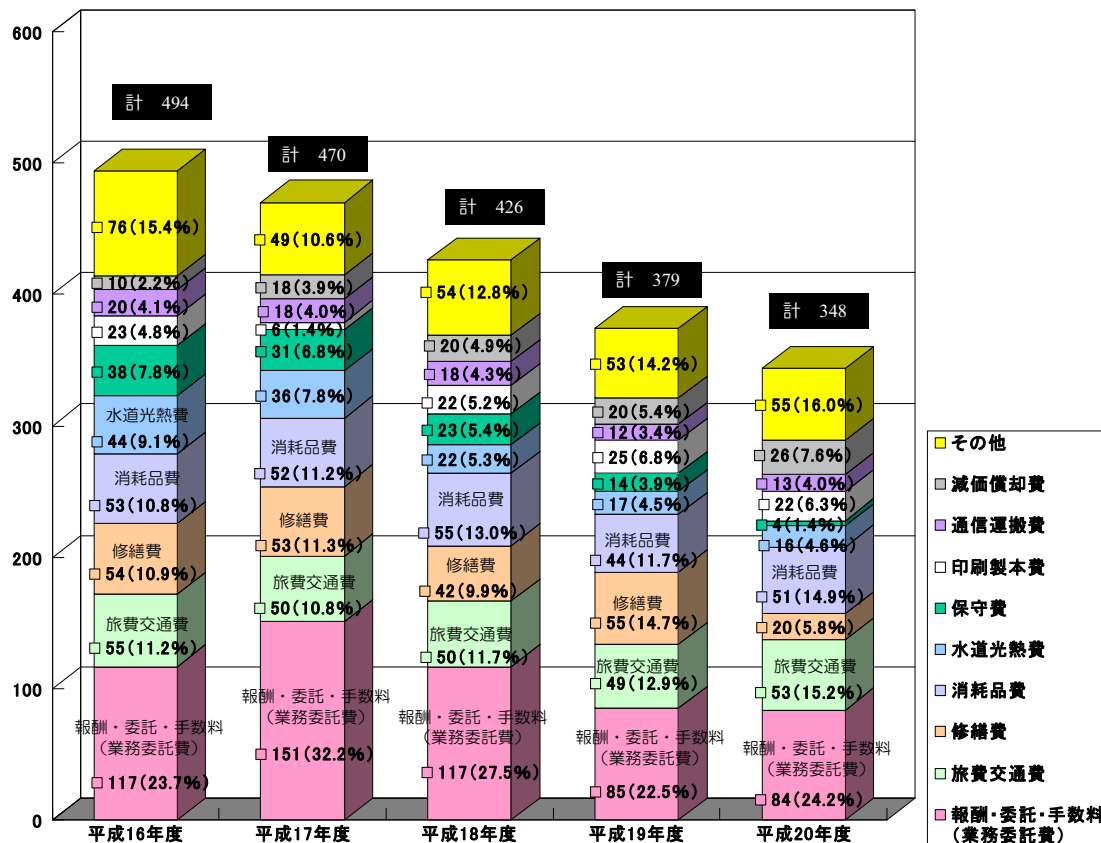 600
500
400
300
200
100
0
計 494
76(15.4%)
10(2.2%)
20(4.1%)
23(4.8%)
38(7.8%)
水道光熱費
44(9.1%)
消耗品費
53(10.8%)
修繕費
54(10.9%)
旅費交通費
55(11.2%)
報酬・委託・手数料
(業務委託費)
117(23.7%)
平成16年度
計 470
49(10.6%)
18(3.9%)
18(4.0%)
6(1.4%)
31(6.8%)
36(7.8%)
消耗品費
52(11.2%)
修繕費
53(11.3%)
旅費交通費
50(10.8%)
報酬・委託・手数料
(業務委託費)
151(32.2%)
平成17年度
計 426
54(12.8%)
20(4.9%)
18(4.3%)
22(5.2%)
23(5.4%)
22(5.3%)
消耗品費
55(13.0%)
修繕費
42(9.9%)
旅費交通費
50(11.7%)
報酬・委託・手数料
(業務委託費)
117(27.5%)
平成18年度
計 379
53(14.2%)
20(5.4%)
12(3.4%)
25(6.8%)
14(3.9%)
17(4.5%)
消耗品費
44(11.7%)
修繕費
55(14.7%)
旅費交通費
49(12.9%)
報酬・委託・手数料
(業務委託費)
85(22.5%)
平成19年度
計 348
55(16.0%)
26(7.6%)
13(4.0%)
22(6.3%)
4(1.4%)
16(4.6%)
消耗品費
51(14.9%)
20(5.8%)
旅費交通費
53(15.2%)
報酬・委託・手数料
(業務委託費)
84(24.2%)
平成20年度
その他
減価償却費
通信運搬費
印刷製本費
保守費
水道光熱費
消耗品費
修繕費
旅費交通費
報酬・委託・手数料
(業務委託費)